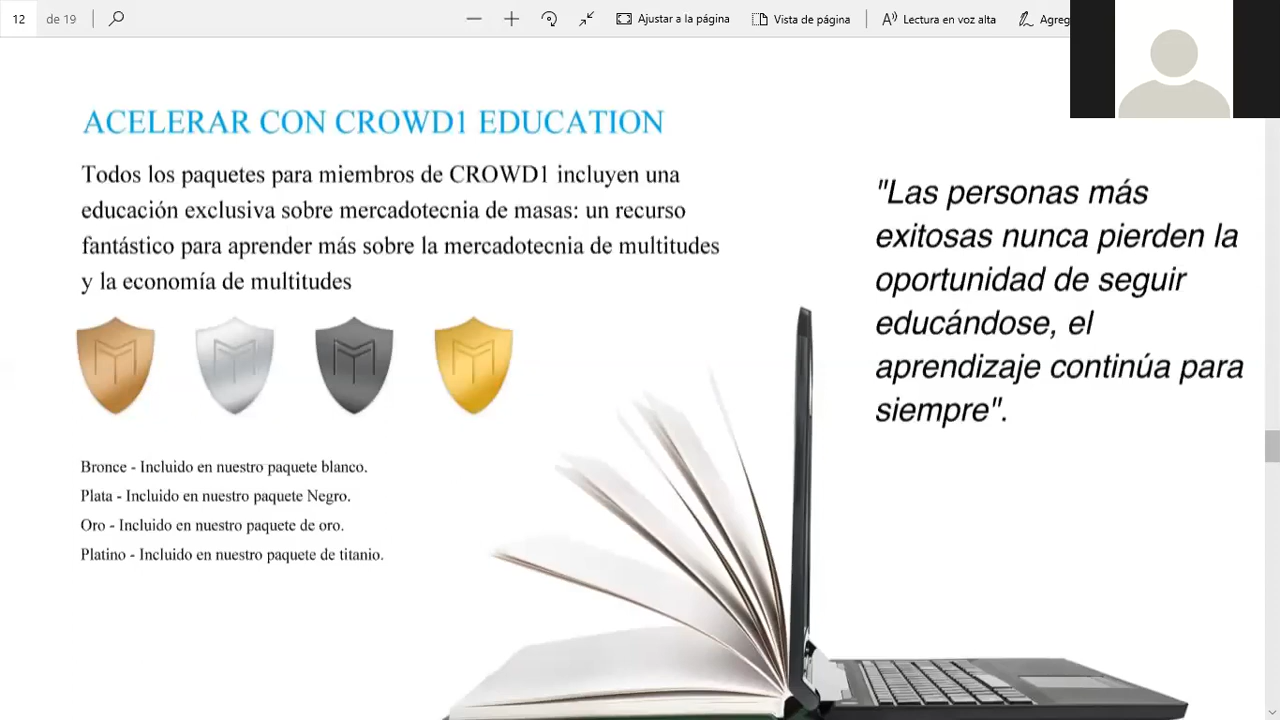 12 de 19 Ajustar a la página Vista de página Lectura en voz alta Agreg
ACELERAR CON CROWD1 EDUCATION
Todos los paquetes para miembros de CROWD1 incluyen una
educación exclusiva sobre mercadotecnia de masas: un recurso
fantástico para aprender más sobre la mercadotecnia de multitudes
y la economía de multitudes
Bronce - Incluido en nuestro paquete blanco.
Plata - Incluido en nuestro paquete Negro.
Oro - Incluido en nuestro paquete de oro.
Platino - Incluido en nuestro paquete de titanio.
"Las personas más
exitosas nunca pierden la
oportunidad de seguir
educándose, el
aprendizaje continúa para
siempre".